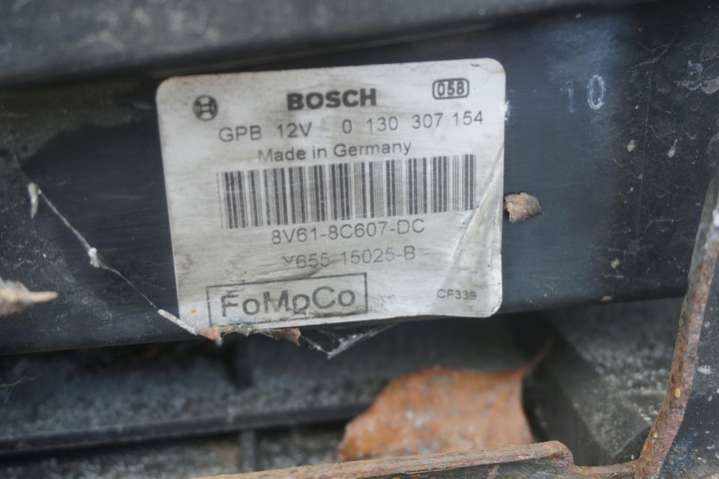 BOSCH 058
GPB 12V 0 130 307 154
Made in Germany
8V61-8C607-DC
Y655-15025-B
FoMoCo
CF339
10